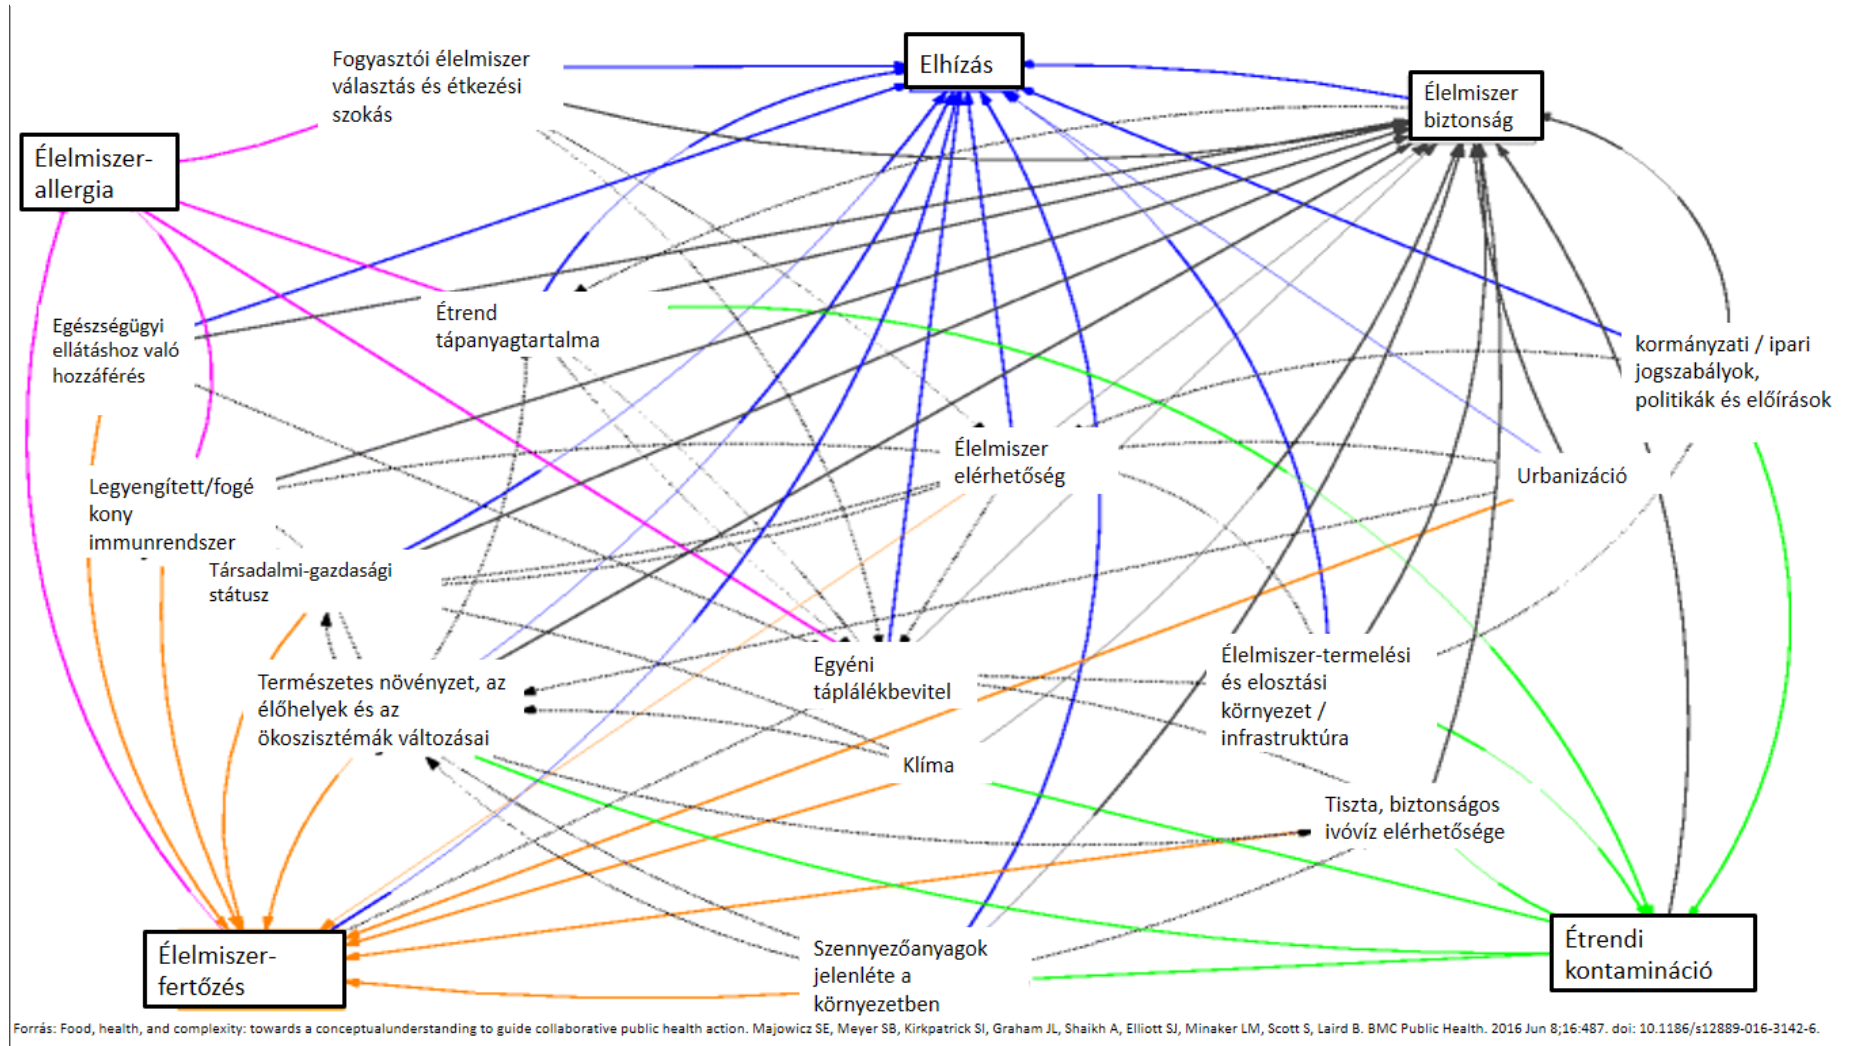 Fogyasztói élelmiszer
választás és étkezési
szokás
Elhízás
Élelmiszer
biztonság
Élelmiszer-
allergia
Egészségügyi
ellátáshoz való
hozzáférés
Étrend
tápanyagtartalma
kormányzati / ipari
jogszabályok,
politikák és előírások
Élelmiszer
elérhetőség
Urbanizáció
Legyengített/fogé
kony
immunrendszer
Társadalmi-gazdasági
státusz
Természetes növényzet, az
élőhelyek és az
ökoszisztémák változásai
Egyéni
táplálékbevitel
Élelmiszer-termelési
és elosztási
környezet /
infrastruktúra
Klíma
Tiszta, biztonságos
ivóvíz elérhetősége
Élelmiszer-
fertőzés
Szennyezőanyagok
jelenléte a
környezetben
Étrendi
kontamináció
Forrás: Food, health, and complexity: towards a conceptualunderstanding to guide collaborative public health action. Majowicz SE, Meyer SB, Kirkpatrick SI, Graham JL, Shaikh A, Elliott SJ, Minaker LM, Scott S, Laird B. BMC Public Health. 2016 Jun 8;16:487. doi: 10.1186/s12889-016-3142-6.